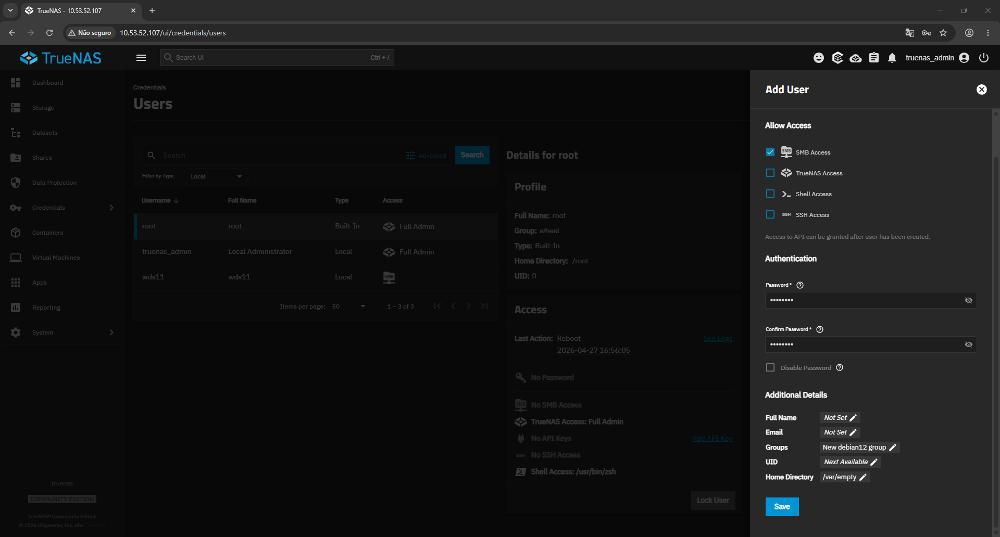 TrueNAS - 10.53.52.107
Não seguro
10.53.52.107/ui/credentials/users
TrueNAS
Search UI
Ctrl + /
truenas_admin
Dashboard
Storage
Datasets
Shares
Data Protection
Credentials
Containers
Virtual Machines
Apps
Reporting
System
truenas
COMMUNITY EDITION
TrueNAS® Community Edition
© 2026 iXsystems, Inc. dba TrueNAS
Credentials
Users
Search
Advanced
Search
Filter by Type
Local
Username Full Name Type Access
root root Built-In Full Admin
truenas_admin Local Administrator Local Full Admin
wds11 wds11 Local SMB
Items per page: 50 1 – 3 of 3
Details for root
Profile
Full Name: root
Group: wheel
Type: Built-In
Home Directory: /root
UID: 0
Access
Last Action: Reboot See Logs
2026-04-27 16:56:05
No Password
SMB No SMB Access
TrueNAS Access: Full Admin
No API Keys Add API Key
SSH No SSH Access
Shell Access: /usr/bin/zsh
Lock User
Add User
Allow Access
SMB SMB Access
TrueNAS Access
Shell Access
SSH SSH Access
Access to API can be granted after user has been created.
Authentication
Password *
••••••••
Confirm Password *
••••••••
Disable Password
Additional Details
Full Name Not Set
Email Not Set
Groups New debian12 group
UID Next Available
Home Directory /var/empty
Save